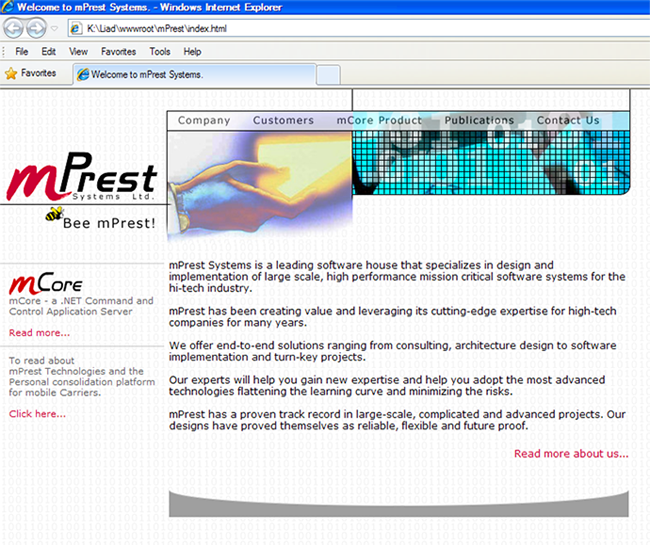 Welcome to mPrest Systems. - Windows Internet Explorer
K:\Liad\wwwroot\mPrest\index.html
File Edit View Favorites Tools Help
Favorites Welcome to mPrest Systems.
Company Customers mCore Product Publications Contact Us
mPrest
Systems Ltd.
Bee mPrest!
mCore
mCore - a .NET Command and
Control Application Server
Read more...
To read about
mPrest Technologies and the
Personal consolidation platform
for mobile Carriers.
Click here...
mPrest Systems is a leading software house that specializes in design and
implementation of large scale, high performance mission critical software systems for the
hi-tech industry.
mPrest has been creating value and leveraging its cutting-edge expertise for high-tech
companies for many years.
We offer end-to-end solutions ranging from consulting, architecture design to software
implementation and turn-key projects.
Our experts will help you gain new expertise and help you adopt the most advanced
technologies flattening the learning curve and minimizing the risks.
mPrest has a proven track record in large-scale, complicated and advanced projects. Our
designs have proved themselves as reliable, flexible and future proof.
Read more about us...